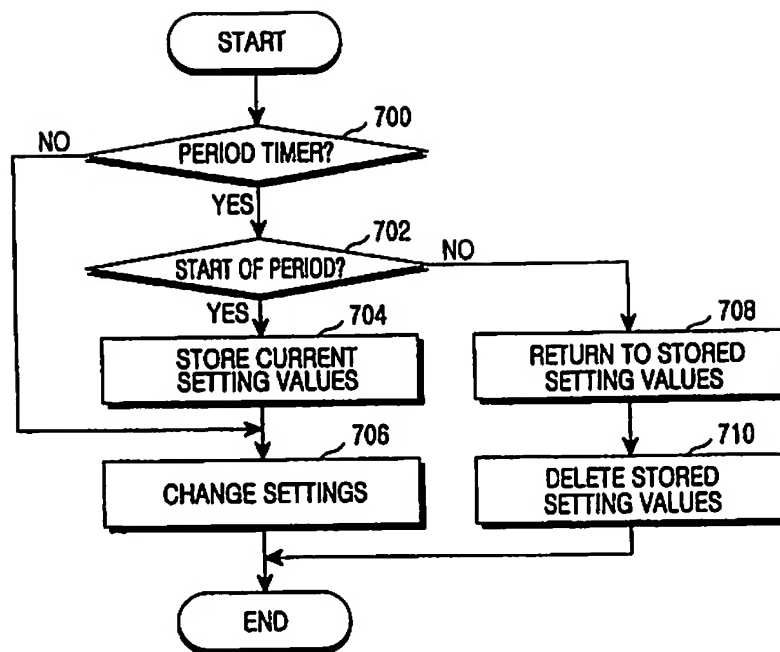 START
700
NO
PERIOD TIMER?
YES
702
START OF PERIOD?
NO
YES
704
STORE CURRENT
SETTING VALUES
708
RETURN TO STORED
SETTING VALUES
706
CHANGE SETTINGS
710
DELETE STORED
SETTING VALUES
END